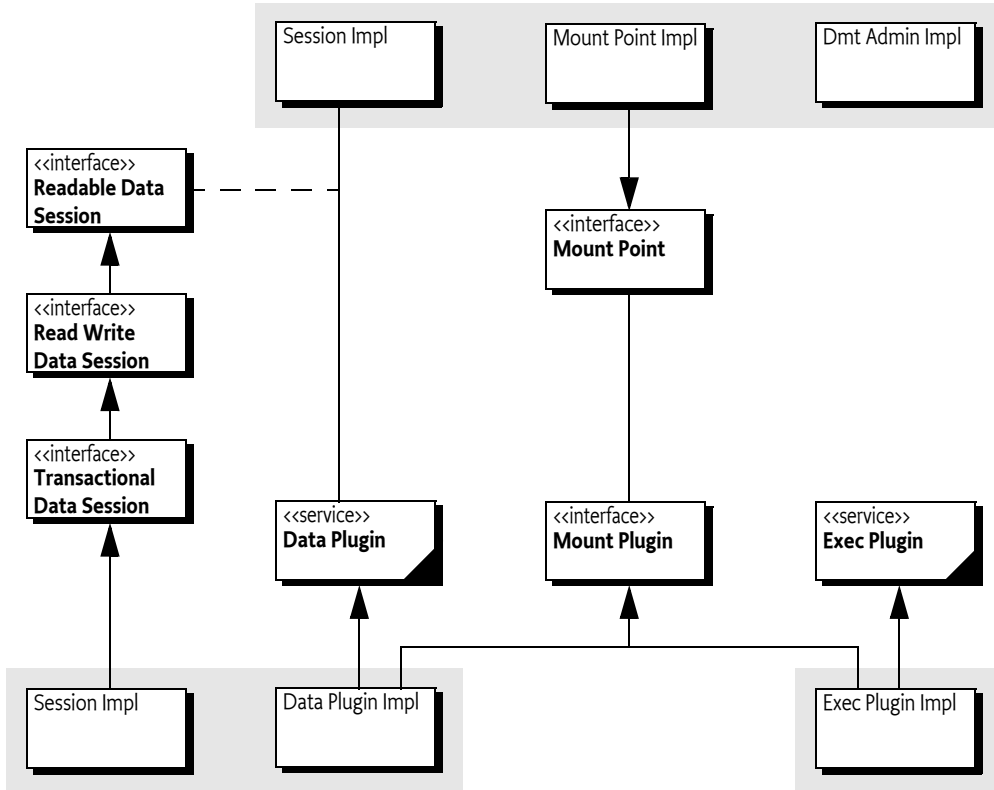 Session Impl
Mount Point Impl
Dmt Admin Impl
<<interface>>
Readable Data
Session
<<interface>>
Mount Point
<<interface>>
Read Write
Data Session
<<interface>>
Transactional
Data Session
<<service>>
Data Plugin
<<interface>>
Mount Plugin
<<service>>
Exec Plugin
Session Impl
Data Plugin Impl
Exec Plugin Impl